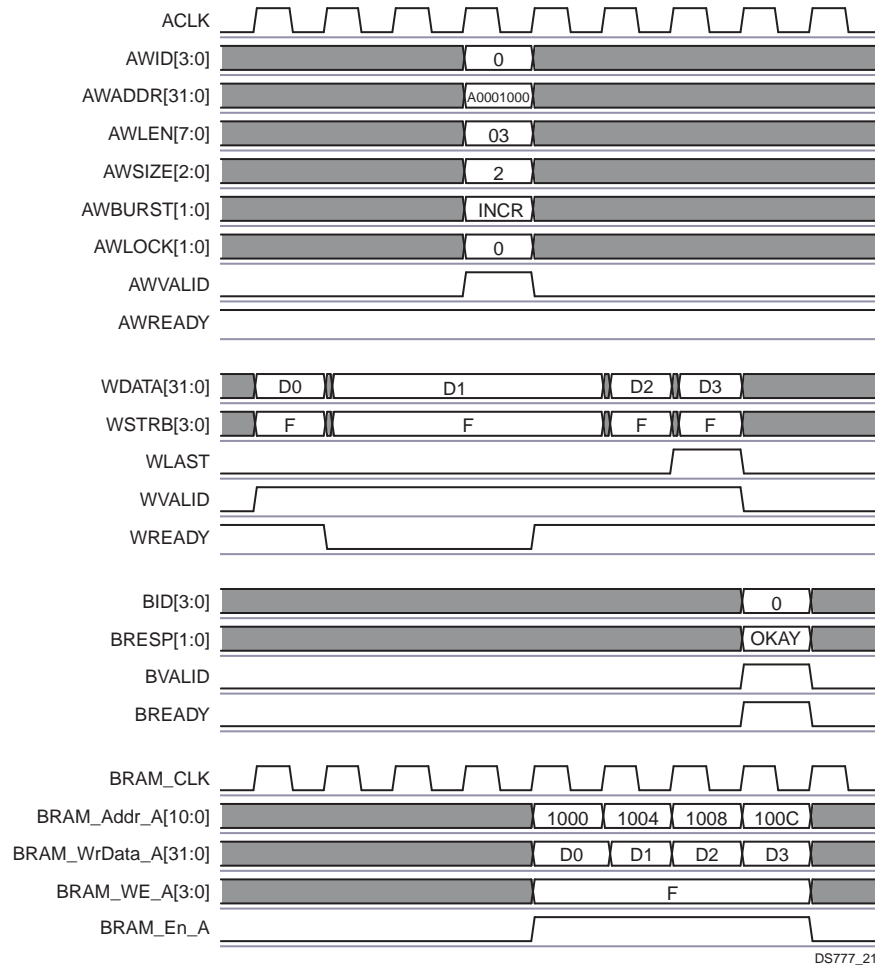 ACLK
AWID[3:0] 0
AWADDR[31:0] A0001000
AWLEN[7:0] 03
AWSIZE[2:0] 2
AWBURST[1:0] INCR
AWLOCK[1:0] 0
AWVALID
AWREADY
WDATA[31:0] D0 D1 D2 D3
WSTRB[3:0] F F F F
WLAST
WVALID
WREADY
BID[3:0] 0
BRESP[1:0] OKAY
BVALID
BREADY
BRAM_CLK
BRAM_Addr_A[10:0] 1000 1004 1008 100C
BRAM_WrData_A[31:0] D0 D1 D2 D3
BRAM_WE_A[3:0] F
BRAM_En_A
DS777_21